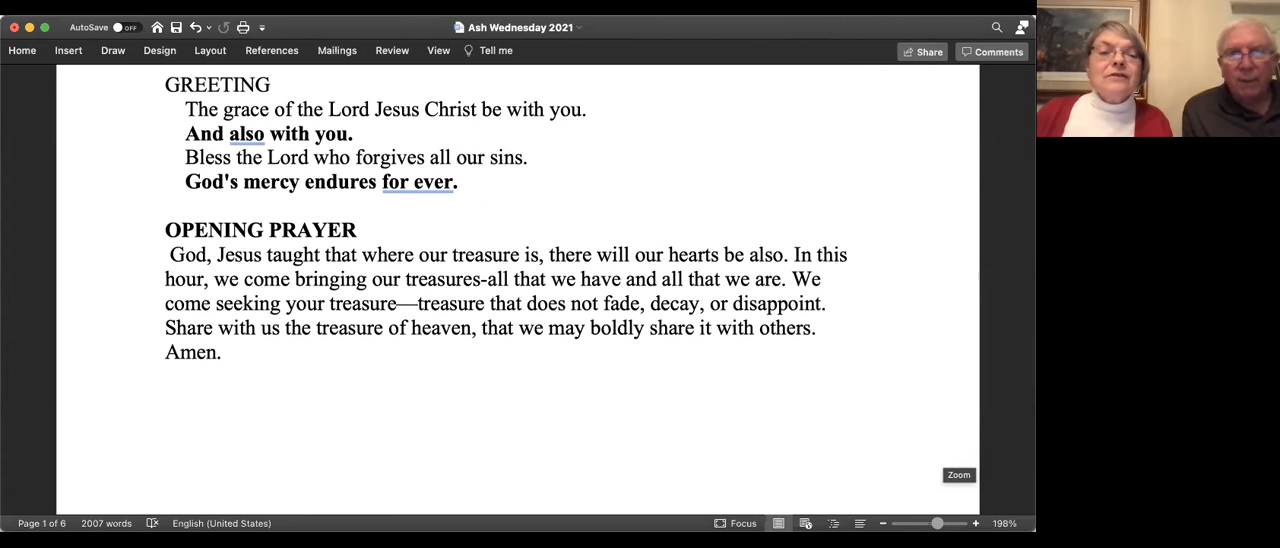 AutoSave OFF Ash Wednesday 2021
Home Insert Draw Design Layout References Mailings Review View Tell me Share Comments
GREETING
The grace of the Lord Jesus Christ be with you.
And also with you.
Bless the Lord who forgives all our sins.
God's mercy endures for ever.
OPENING PRAYER
God, Jesus taught that where our treasure is, there will our hearts be also. In this
hour, we come bringing our treasures-all that we have and all that we are. We
come seeking your treasure—treasure that does not fade, decay, or disappoint.
Share with us the treasure of heaven, that we may boldly share it with others.
Amen.
Zoom
Page 1 of 6 2007 words English (United States) Focus 198%